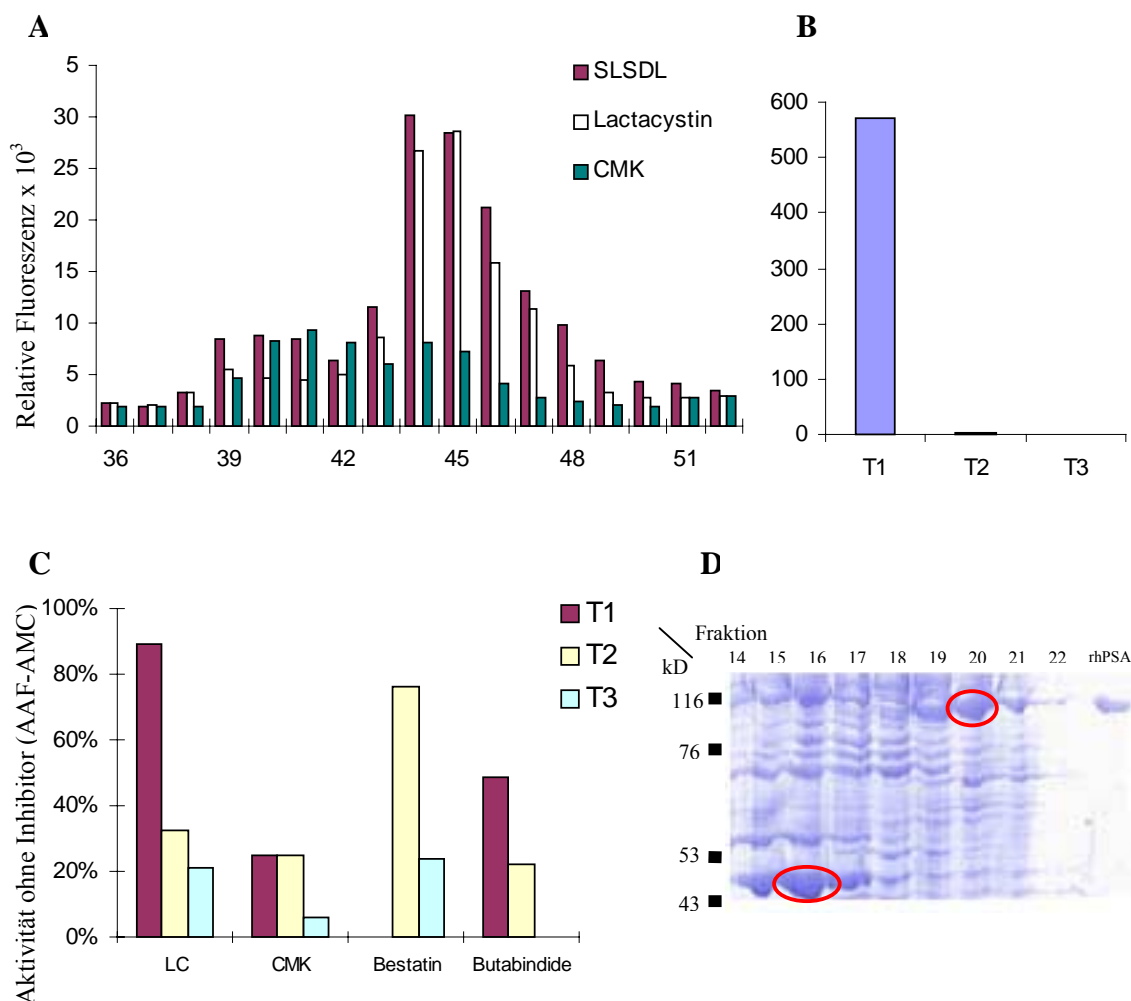 A
Relative Fluoreszenz x 10³
5
30
25
20
15
10
5
0
36 39 42 45 48 51
SLSDL
Lactacystin
CMK
B
600
500
400
300
200
100
0
T1 T2 T3
C
Aktivität ohne Inhibitor (AAF-AMC)
100%
80%
60%
40%
20%
0%
LC CMK Bestatin Butabindide
T1
T2
T3
D
Fraktion
kD
14 15 16 17 18 19 20 21 22 rhPSA
116
76
53
43